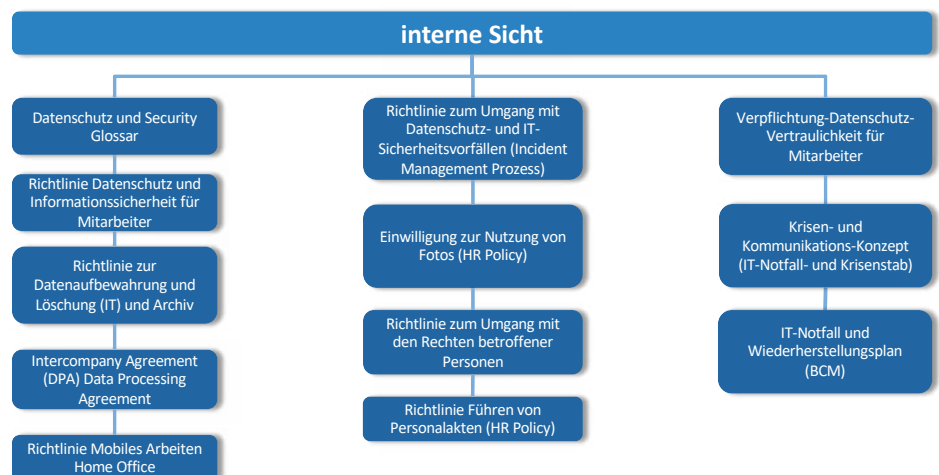 interne Sicht
Datenschutz und Security
Glossar
Richtlinie Datenschutz und
Informationssicherheit für
Mitarbeiter
Richtlinie zur
Datenaufbewahrung und
Löschung (IT) und Archiv
Intercompany Agreement
(DPA) Data Processing
Agreement
Richtlinie Mobiles Arbeiten
Home Office
Richtlinie zum Umgang mit
Datenschutz- und IT-
Sicherheitsvorfällen (Incident
Management Prozess)
Einwilligung zur Nutzung von
Fotos (HR Policy)
Richtlinie zum Umgang mit
den Rechten betroffener
Personen
Richtlinie Führen von
Personalakten (HR Policy)
Verpflichtung-Datenschutz-
Vertraulichkeit für
Mitarbeiter
Krisen- und
Kommunikations-Konzept
(IT-Notfall- und Krisenstab)
IT-Notfall und
Wiederherstellungsplan
(BCM)